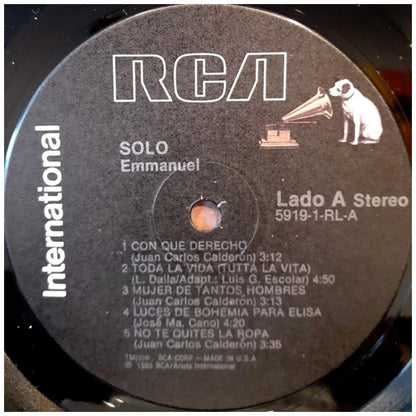 RCA
International
SOLO
Emmanuel
Lado A Stereo
5919-1-RL-A
1 CON QUE DERECHO
(Juan Carlos Calderón) 3:12
2 TODA LA VIDA (TUTTA LA VITA)
(L. Dalla/Adapt.: Luis G. Escolar) 4:50
3 MUJER DE TANTOS HOMBRES
(Juan Carlos Calderón) 3:13
4 LUCES DE BOHEMIA PARA ELISA
(José Ma. Cano) 4:20
5 NO TE QUITES LA ROPA
(Juan Carlos Calderón) 3:35
TM(s)®. RCA CORP — MADE IN U.S.A
℗ 1986 RCA/Ariola International